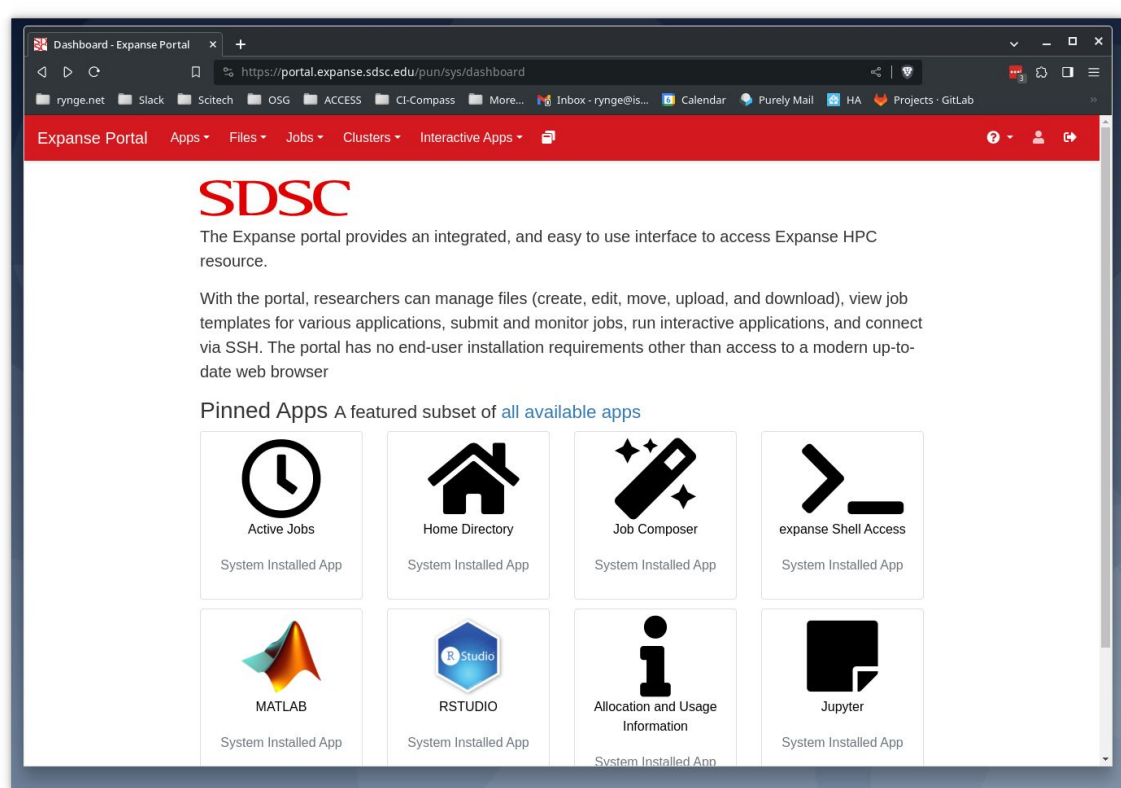 Dashboard - Expanse Portal
https://portal.expanse.sdsc.edu/pun/sys/dashboard
3
rynge.net Slack Scitech OSG ACCESS CI-Compass More... Inbox - rynge@is... 6 Calendar Purely Mail HA Projects · GitLab
Expanse Portal Apps Files Jobs Clusters Interactive Apps
SDSC
The Expanse portal provides an integrated, and easy to use interface to access Expanse HPC
resource.
With the portal, researchers can manage files (create, edit, move, upload, and download), view job
templates for various applications, submit and monitor jobs, run interactive applications, and connect
via SSH. The portal has no end-user installation requirements other than access to a modern up-to-
date web browser
Pinned Apps A featured subset of all available apps
Active Jobs Home Directory Job Composer expanse Shell Access
System Installed App System Installed App System Installed App System Installed App
R Studio
MATLAB RSTUDIO Allocation and Usage Jupyter
Information
System Installed App System Installed App System Installed App
System Installed App